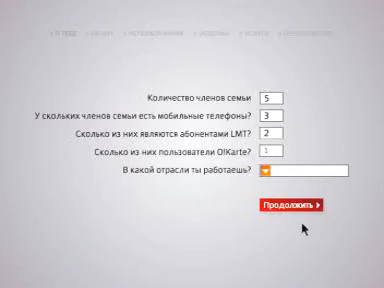 О ТЕБЕ
Количество членов семьи 5
У скольких членов семьи есть мобильные телефоны? 3
Сколько из них являются абонентами LMT? 2
Сколько из них пользователи O!Karte? 1
В какой отрасли ты работаешь?
Продолжить